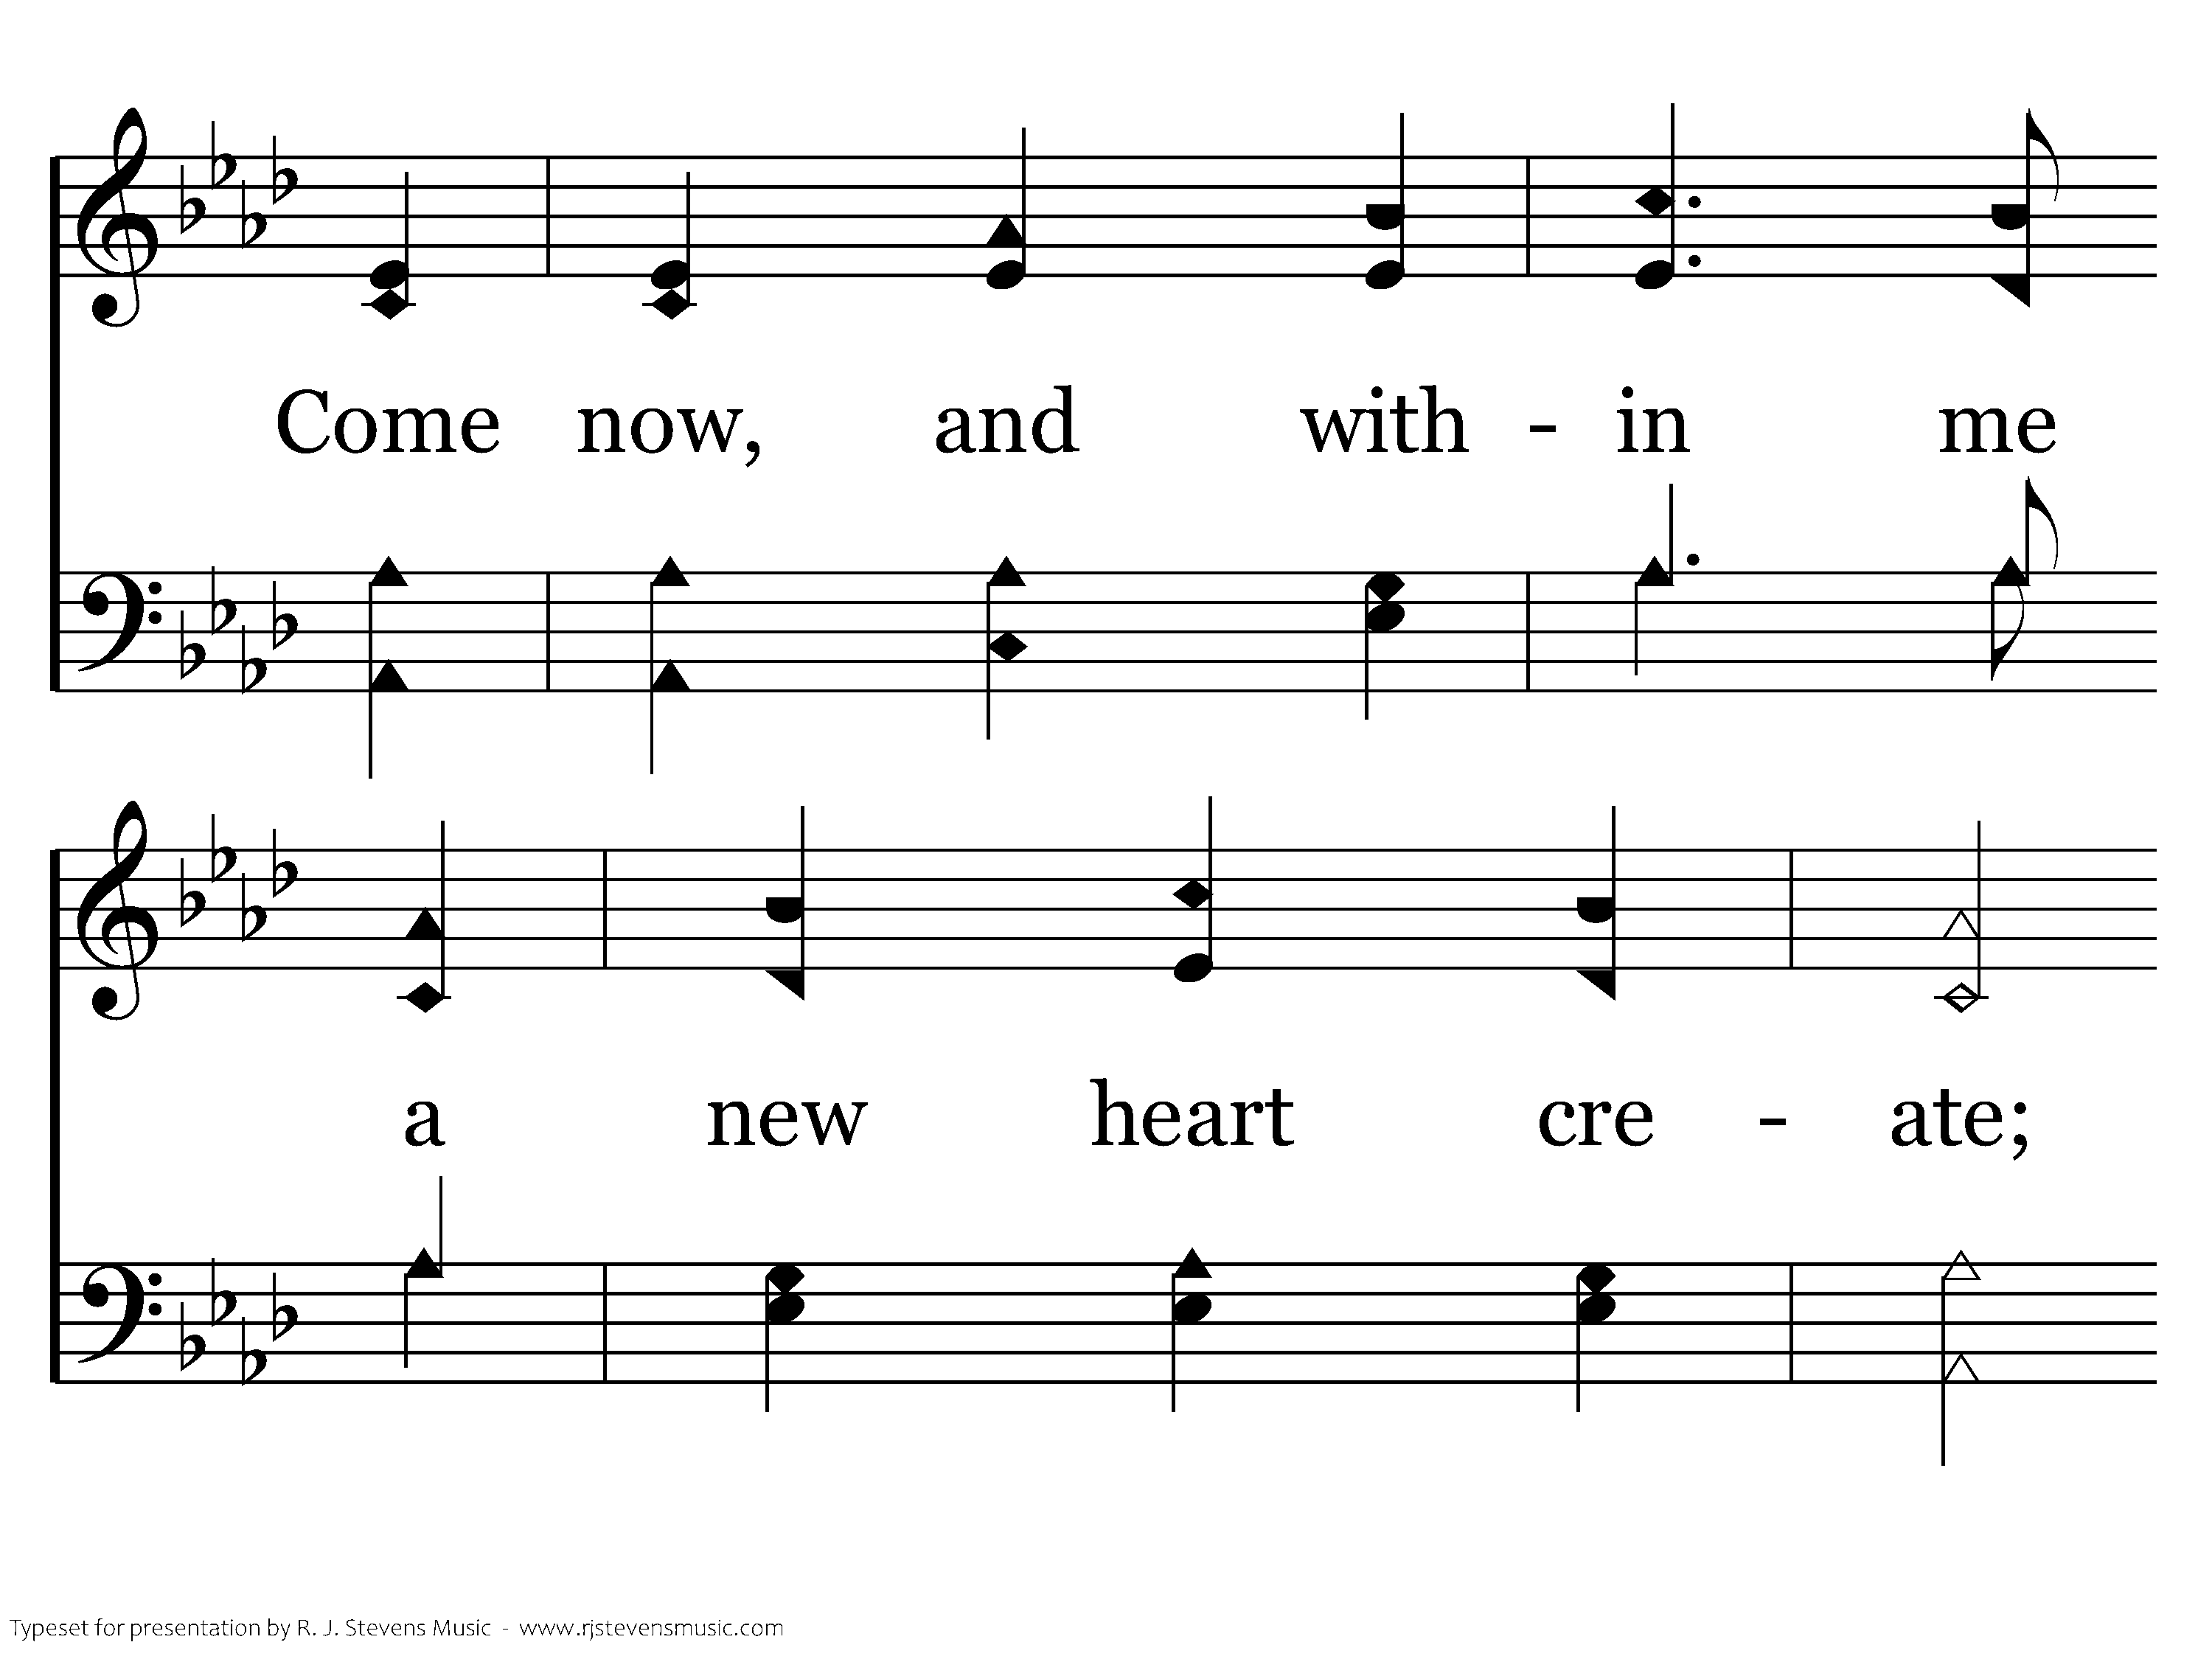 Come now, and with - in me
a new heart cre - ate;
Typeset for presentation by R. J. Stevens Music - www.rjstevensmusic.com